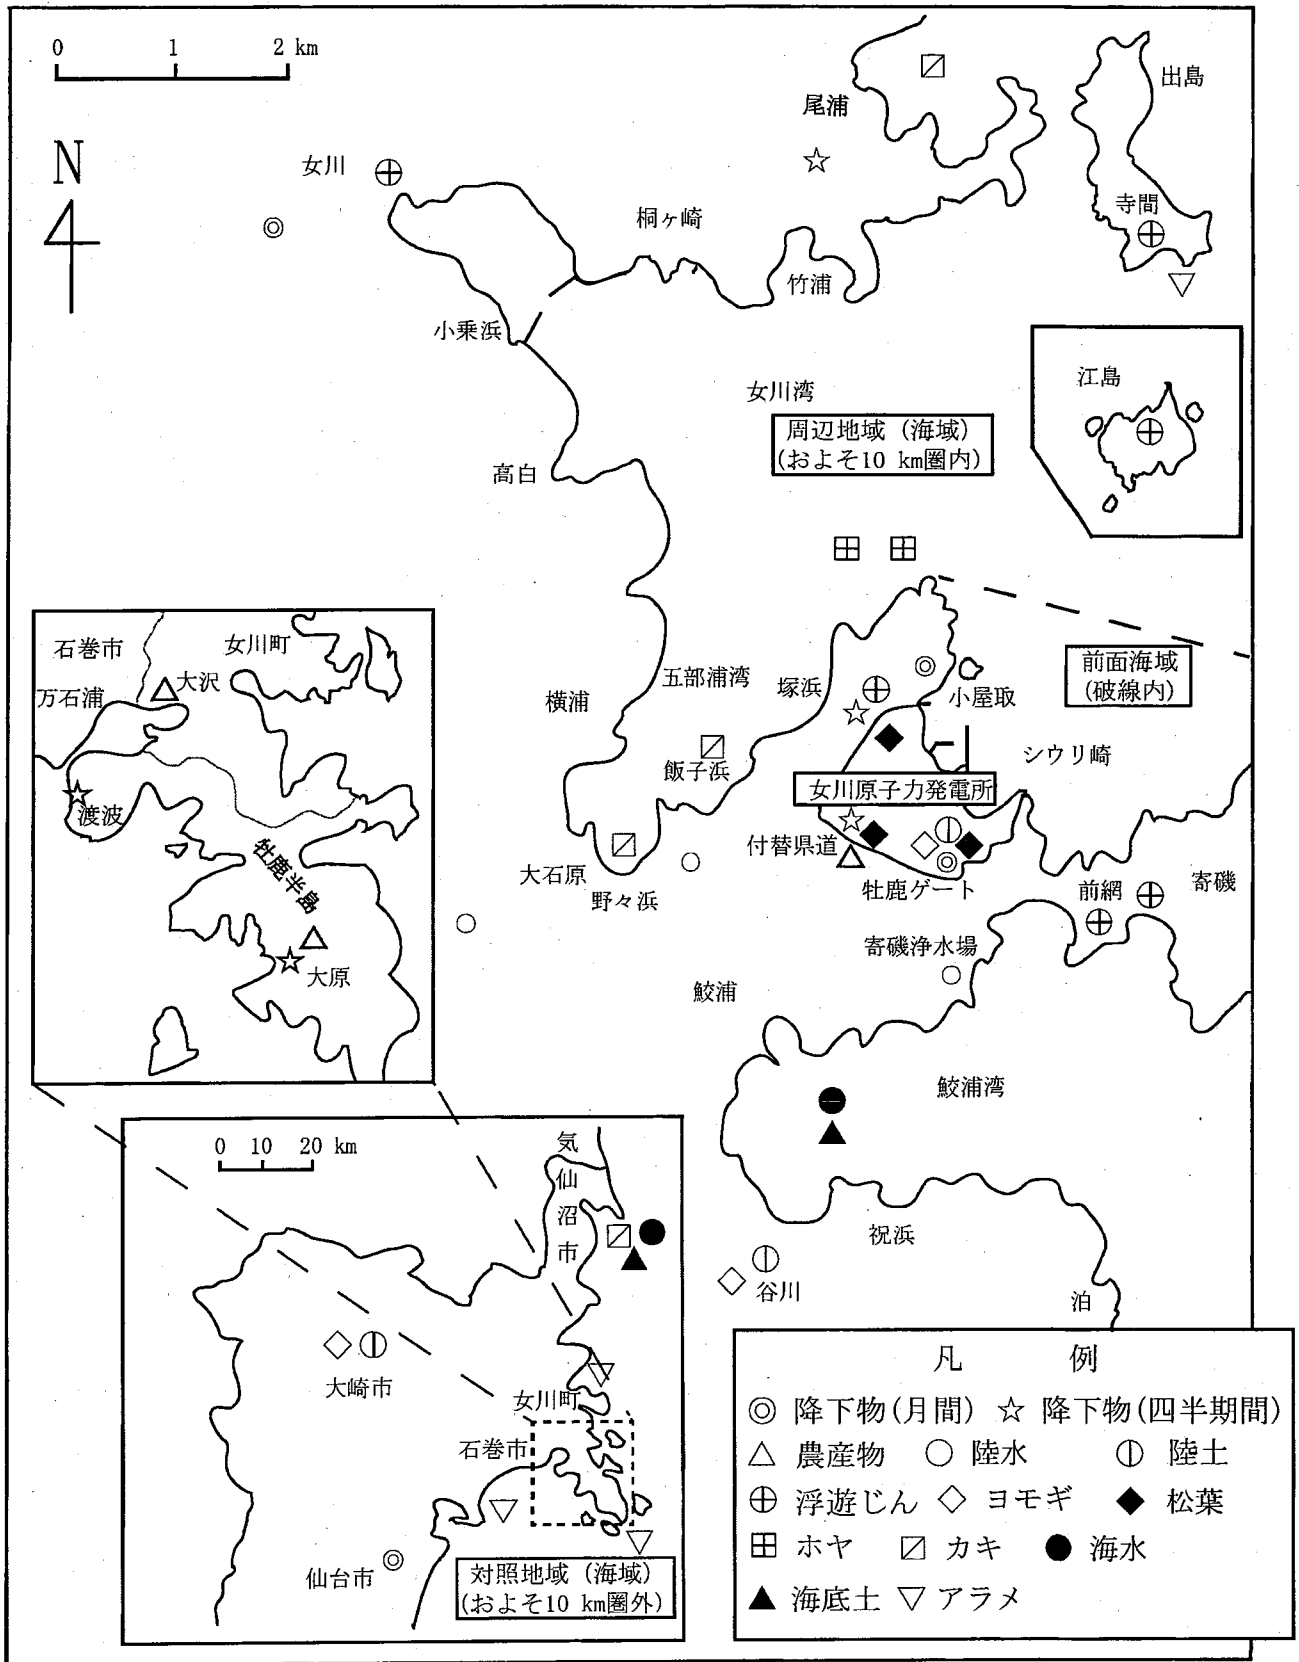 0 1 2 km
N
女川
尾浦
出島
寺間
桐ヶ崎
竹浦
小乗浜
江島
女川湾
周辺地域（海域）
(およそ10 km圏内)
高白
石巻市
女川町
万石浦
大沢
渡波
牡鹿半島
大原
横浦
五部浦湾
塚浜
小屋取
前面海域
(破線内)
シウリ崎
飯子浜
女川原子力発電所
付替県道
大石原
野々浜
牡鹿ゲート
前網
寄磯
寄磯浄水場
鮫浦
鮫浦湾
祝浜
谷川
泊
0 10 20 km
気仙沼市
大崎市
女川町
石巻市
仙台市
対照地域（海域）
(およそ10 km圏外)
凡 例
◎ 降下物(月間) ☆ 降下物(四半期間)
△ 農産物 ○ 陸水 ⦶ 陸土
⊕ 浮遊じん ◇ ヨモギ ◆ 松葉
⊞ ホヤ ⧄ カキ ● 海水
▲ 海底土 ▽ アラメ